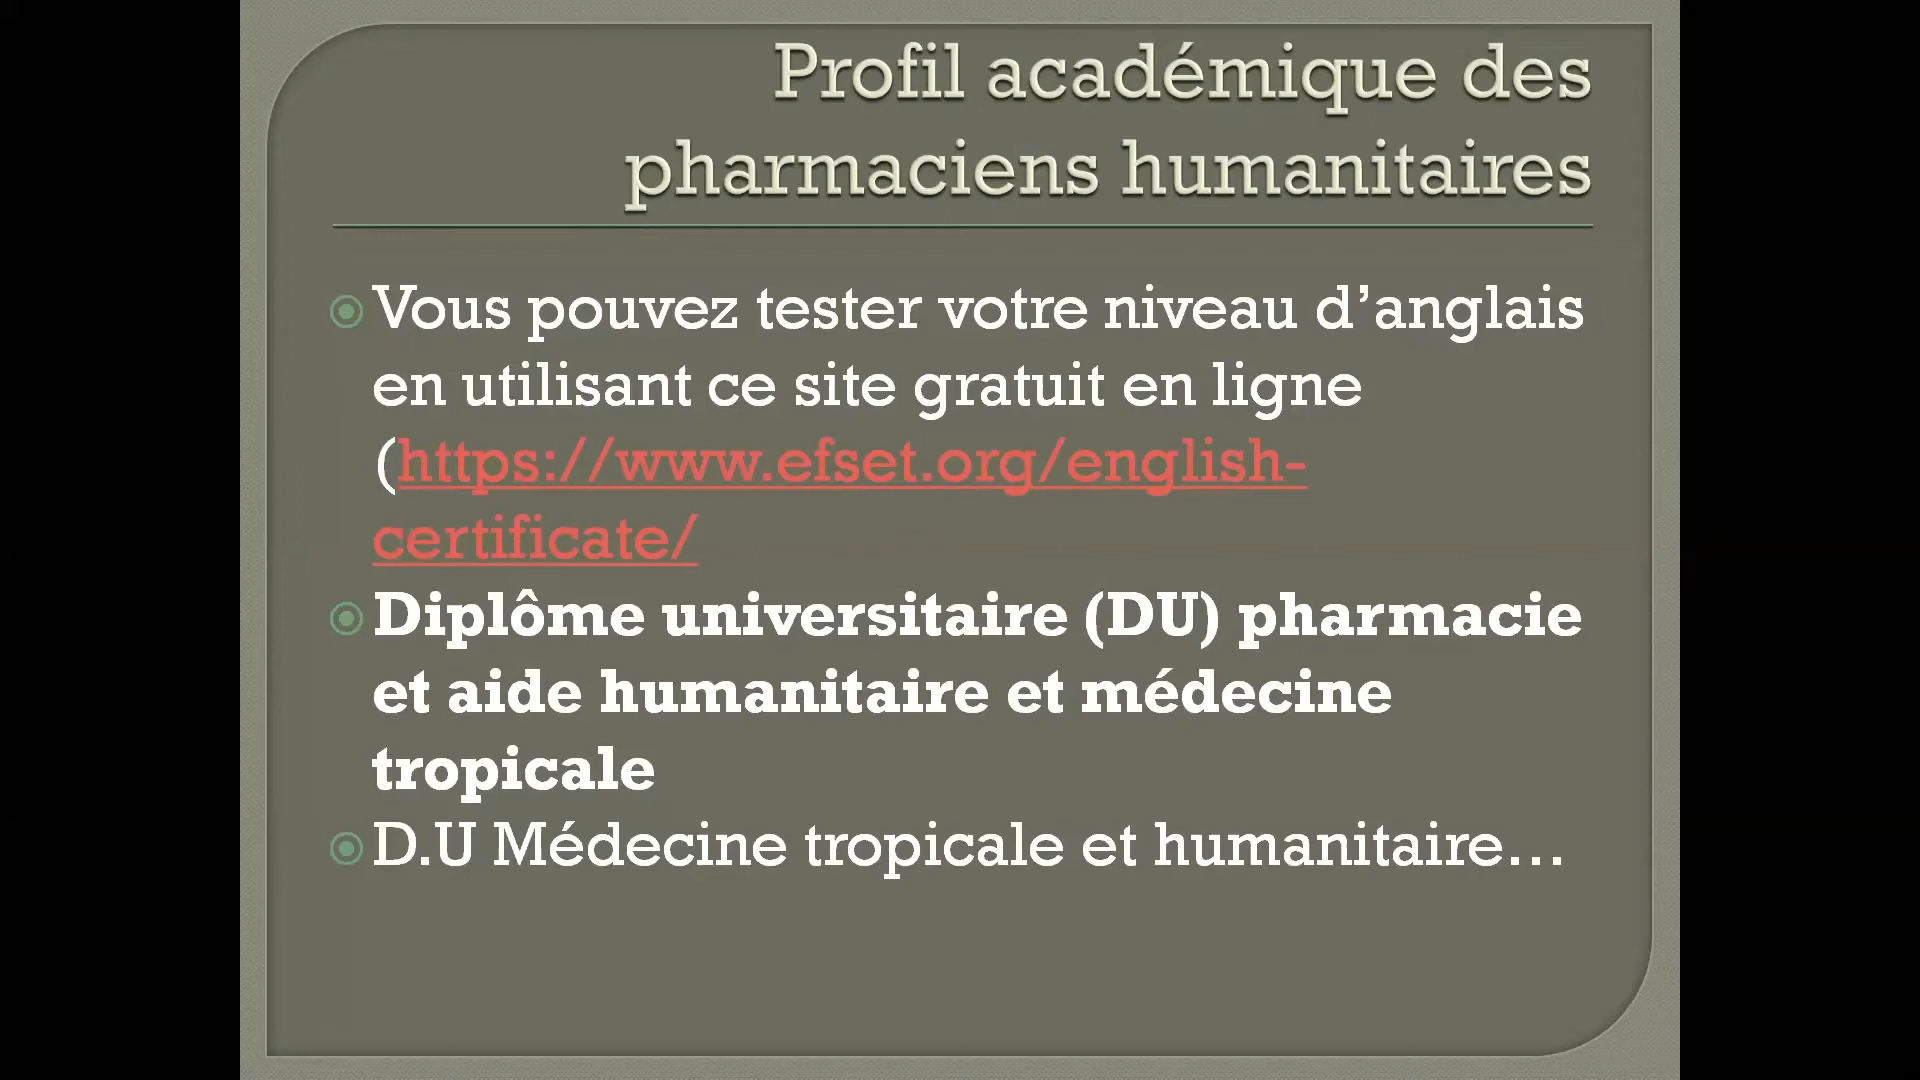 Profil académique des
pharmaciens humanitaires
Vous pouvez tester votre niveau d’anglais
en utilisant ce site gratuit en ligne
(https://www.efset.org/english-
certificate/
Diplôme universitaire (DU) pharmacie
et aide humanitaire et médecine
tropicale
D.U Médecine tropicale et humanitaire…